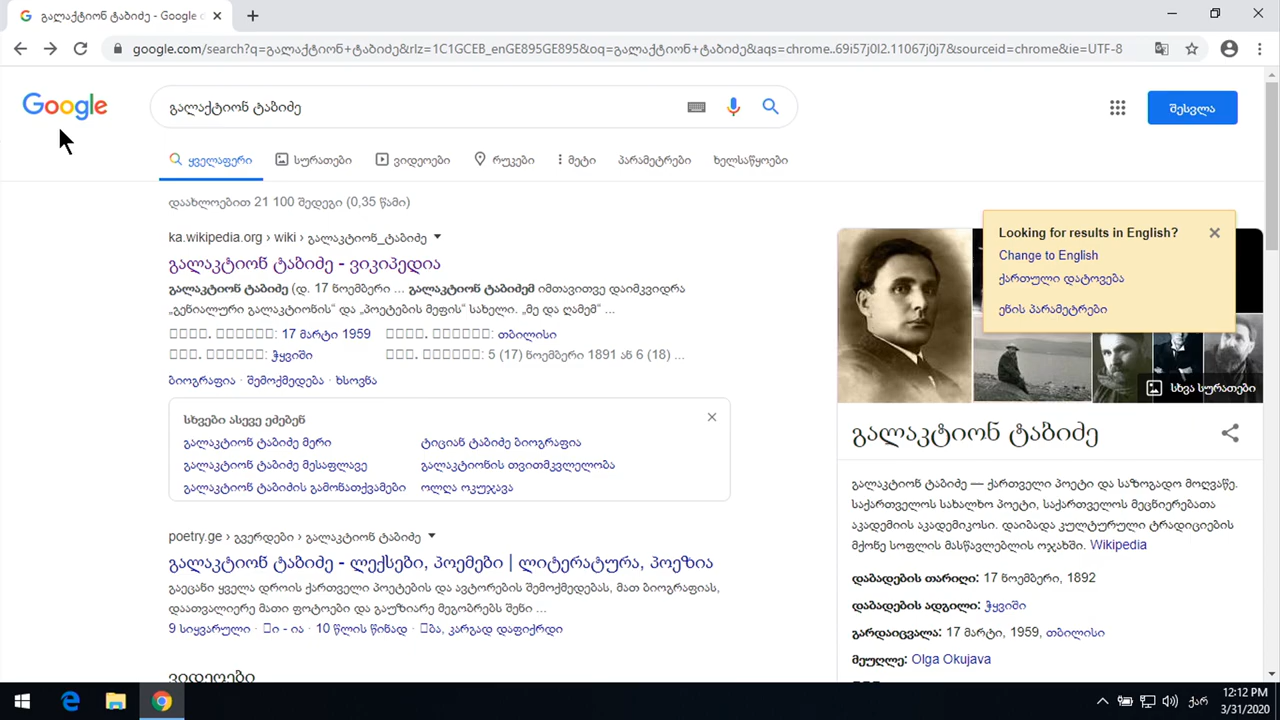 გალაქტიონ ტაბიძე - Google
google.com/search?q=გალაქტიონ+ტაბიძე&rlz=1C1GCEB_enGE895GE895&oq=გალაქტიონ+ტაბიძე&aqs=chrome..69i57j0l2.11067j0j7&sourceid=chrome&ie=UTF-8
Google
გალაქტიონ ტაბიძე
შესვლა
ყველაფერი სურათები ვიდეოები რუკები მეტი პარამეტრები ხელსაწყოები
დაახლოებით 21 100 შედეგი (0,35 წამი)
ka.wikipedia.org › wiki › გალაკტიონ_ტაბიძე
გალაკტიონ ტაბიძე - ვიკიპედია
გალაკტიონ ტაბიძე (დ. 17 ნოემბერი ... გალაკტიონ ტაბიძემ იმთავითვე დაიმკვიდრა
„გენიალური გალაკტიონის“ და „პოეტების მეფის“ სახელი. „მე და ღამემ“ ...
17 მარტი 1959 თბილისი
ჭყვიში 5 (17) ნოემბერი 1891 ან 6 (18) ...
ბიოგრაფია · შემოქმედება · ხსოვნა
სხვები ასევე ეძებენ
გალაკტიონ ტაბიძე მერი ტიციან ტაბიძე ბიოგრაფია
გალაკტიონ ტაბიძე მესაფლავე გალაკტიონის თვითმკვლელობა
გალაკტიონ ტაბიძის გამონათქვამები ოლღა ოკუჯავა
poetry.ge › გვერდები › გალაკტიონ ტაბიძე
გალაკტიონ ტაბიძე - ლექსები, პოემები | ლიტერატურა, პოეზია
გაეცანი ყველა დროის ქართველი პოეტების და ავტორების შემოქმედებას, მათ ბიოგრაფიას,
დაათვალიერე მათი ფოტოები და გაუზიარე მეგობრებს შენი ...
9 სიყვარული · ი - ია · 10 წლის წინად · ბა, კარგად დაფიქრდი
ვიდეოები
Looking for results in English?
Change to English
ქართული დატოვება
ენის პარამეტრები
სხვა სურათები
გალაკტიონ ტაბიძე
გალაკტიონ ტაბიძე — ქართველი პოეტი და საზოგადო მოღვაწე.
საქართველოს სახალხო პოეტი, საქართველოს მეცნიერებათა
აკადემიის აკადემიკოსი. დაიბადა კულტურული ტრადიციების
მქონე სოფლის მასწავლებლის ოჯახში. Wikipedia
დაბადების თარიღი: 17 ნოემბერი, 1892
დაბადების ადგილი: ჭყვიში
გარდაიცვალა: 17 მარტი, 1959, თბილისი
მეუღლე: Olga Okujava
ქარ
12:12 PM
3/31/2020